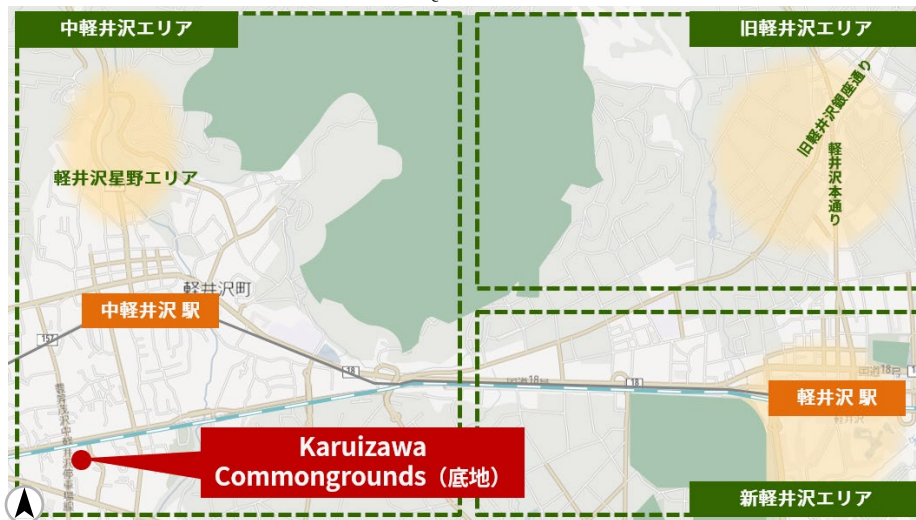 中軽井沢エリア
旧軽井沢エリア
旧軽井沢銀座通り
軽井沢本通り
軽井沢星野エリア
軽井沢町
中軽井沢 駅
157
18
18
軽井沢 駅
Karuizawa
Commongrounds（底地）
新軽井沢エリア